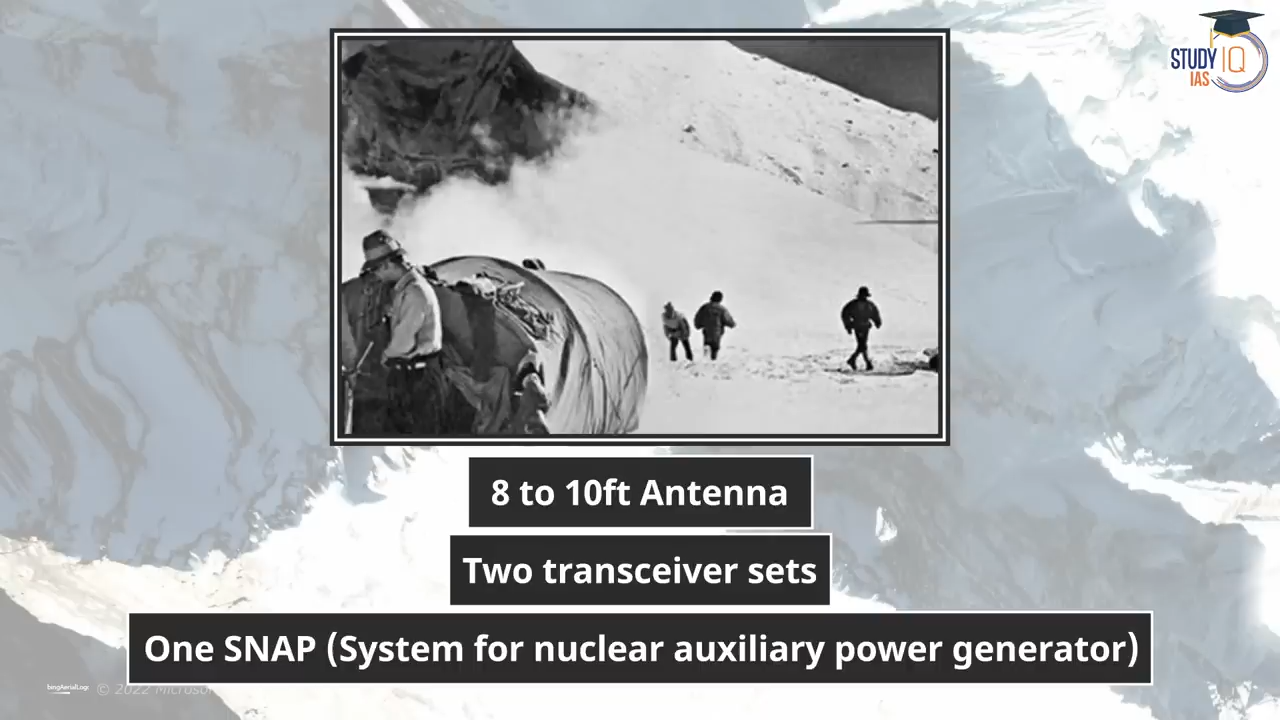 STUDY IQ
IAS
8 to 10ft Antenna
Two transceiver sets
One SNAP (System for nuclear auxiliary power generator)
© 2022 Microsof